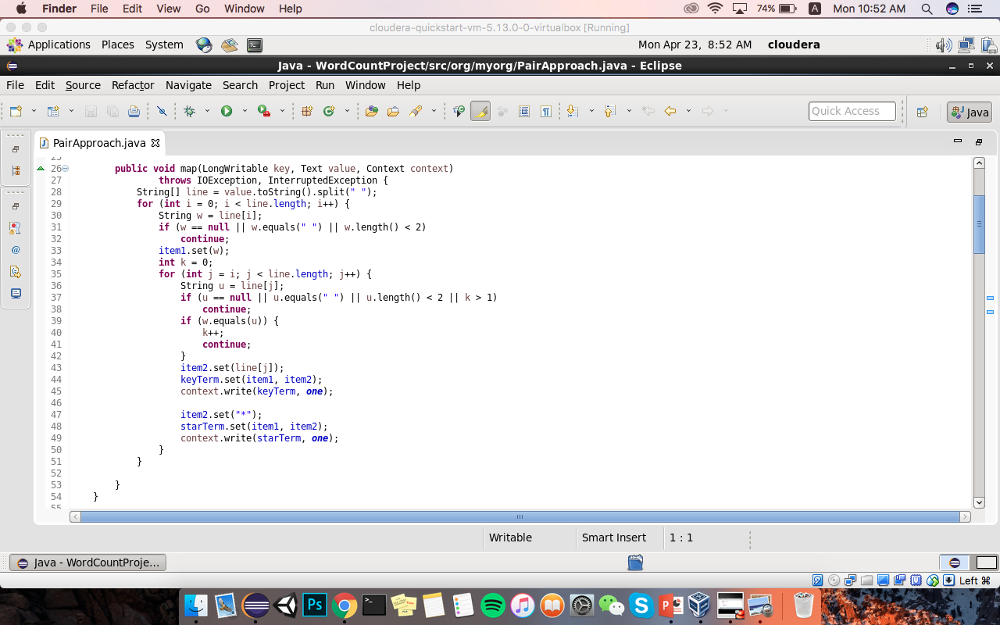 Finder File Edit View Go Window Help 74% A Mon 10:52 AM
cloudera-quickstart-vm-5.13.0-0-virtualbox [Running]
Applications Places System Mon Apr 23, 8:52 AM cloudera
Java - WordCountProject/src/org/myorg/PairApproach.java - Eclipse
File Edit Source Refactor Navigate Search Project Run Window Help
Quick Access Java
PairApproach.java
25
26 public void map(LongWritable key, Text value, Context context)
27 throws IOException, InterruptedException {
28 String[] line = value.toString().split(" ");
29 for (int i = 0; i < line.length; i++) {
30 String w = line[i];
31 if (w == null || w.equals(" ") || w.length() < 2)
32 continue;
33 item1.set(w);
34 int k = 0;
35 for (int j = i; j < line.length; j++) {
36 String u = line[j];
37 if (u == null || u.equals(" ") || u.length() < 2 || k > 1)
38 continue;
39 if (w.equals(u)) {
40 k++;
41 continue;
42 }
43 item2.set(line[j]);
44 keyTerm.set(item1, item2);
45 context.write(keyTerm, one);
46
47 item2.set("*");
48 starTerm.set(item1, item2);
49 context.write(starTerm, one);
50 }
51 }
52
53 }
54 }
55
Writable Smart Insert 1 : 1
Java - WordCountProje...
Left ⌘
Ps